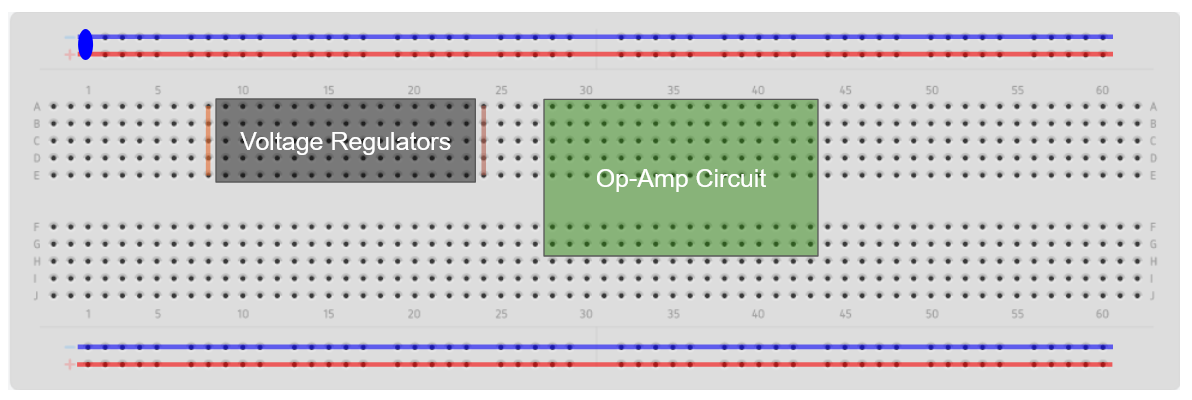 −
+
1 5 10 15 20 25 30 35 40 45 50 55 60
A A
B B
C Voltage Regulators C
D D
E Op-Amp Circuit E
F F
G G
H H
I I
J J
1 5 10 15 20 25 30 35 40 45 50 55 60
−
+